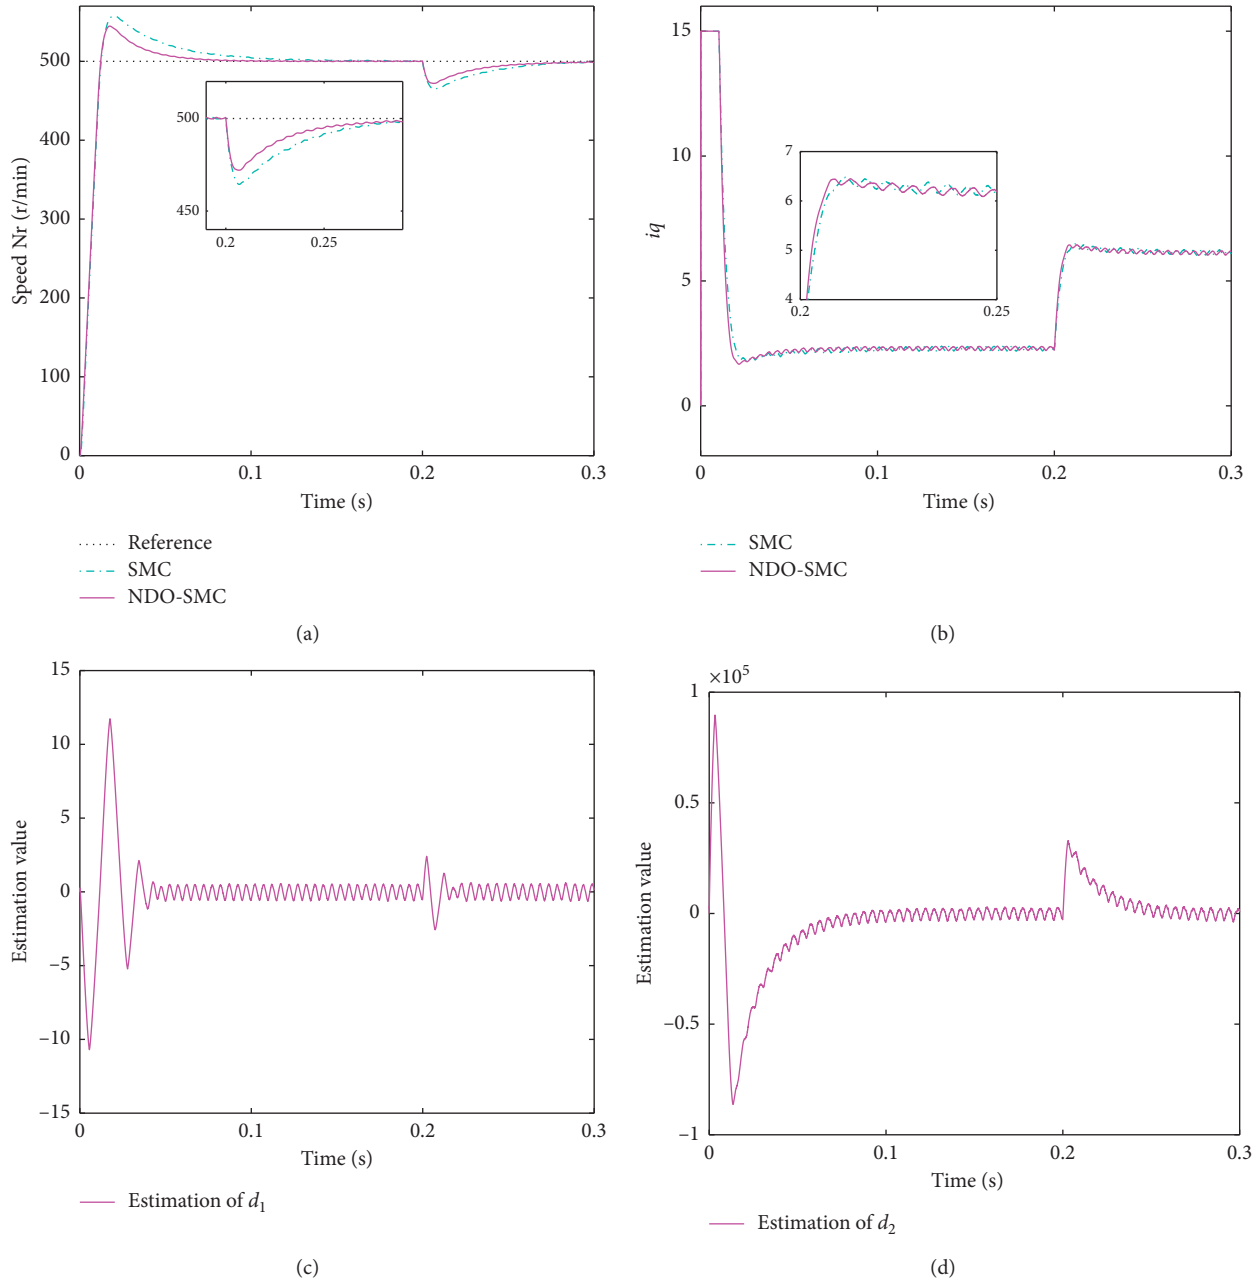 Speed Nr (r/min)
500
400
300
200
100
0
500
450
0.2
0.25
0
0.1
0.2
0.3
Time (s)
Reference
SMC
NDO-SMC
(a)
iq
15
10
5
0
7
6
5
4
0.2
0.25
0
0.1
0.2
0.3
Time (s)
SMC
NDO-SMC
(b)
Estimation value
15
10
5
0
−5
−10
−15
0
0.1
0.2
0.3
Time (s)
Estimation of d1
(c)
×10^5
Estimation value
1
0.5
0
−0.5
−1
0
0.1
0.2
0.3
Time (s)
Estimation of d2
(d)